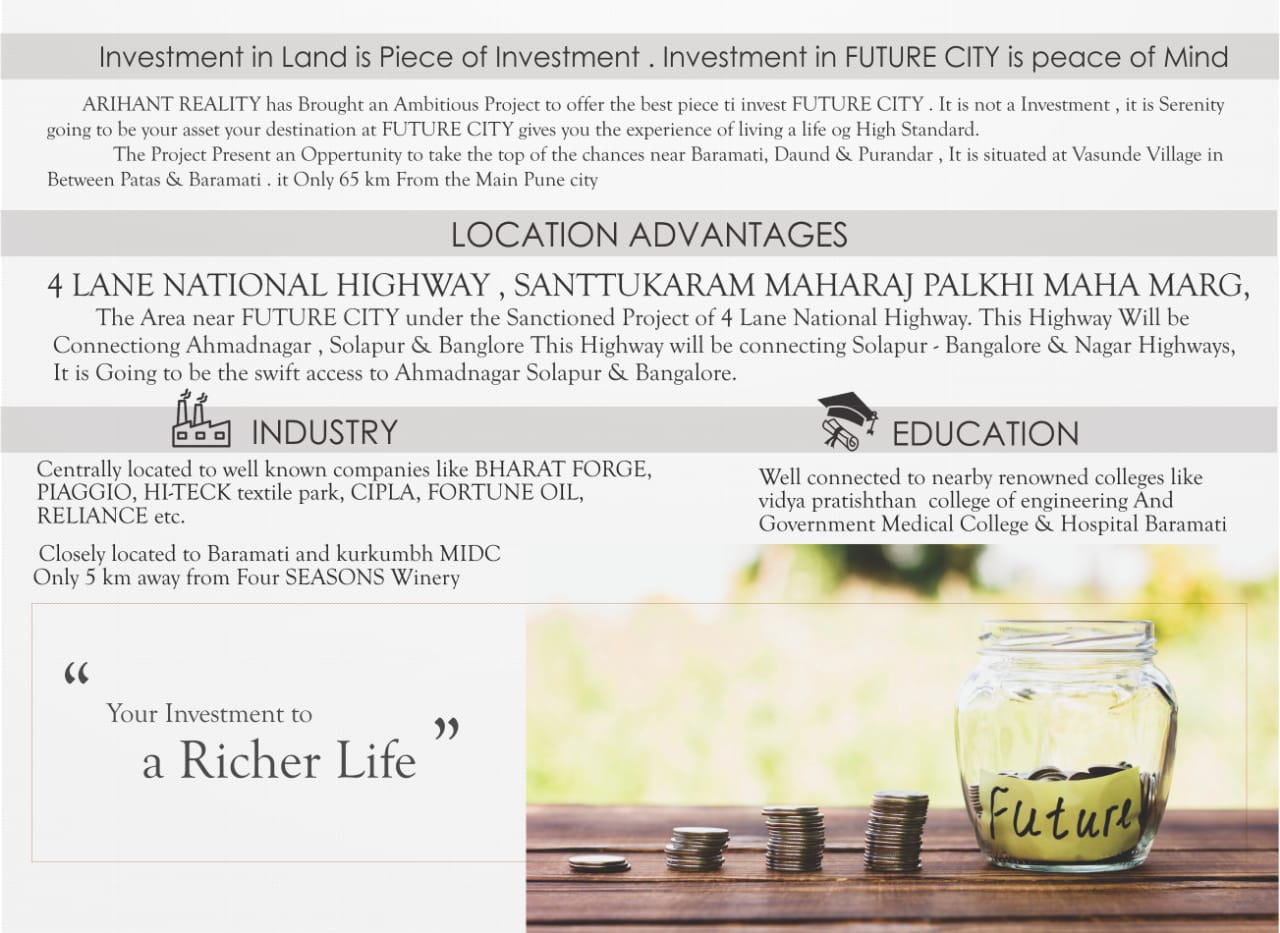 Investment in Land is Piece of Investment . Investment in FUTURE CITY is peace of Mind
ARIHANT REALITY has Brought an Ambitious Project to offer the best piece ti invest FUTURE CITY . It is not a Investment , it is Serenity
going to be your asset your destination at FUTURE CITY gives you the experience of living a life og High Standard.
The Project Present an Oppertunity to take the top of the chances near Baramati, Daund & Purandar , It is situated at Vasunde Village in
Between Patas & Baramati . it Only 65 km From the Main Pune city
LOCATION ADVANTAGES
4 LANE NATIONAL HIGHWAY , SANTTUKARAM MAHARAJ PALKHI MAHA MARG,
The Area near FUTURE CITY under the Sanctioned Project of 4 Lane National Highway. This Highway Will be
Connectiong Ahmadnagar , Solapur & Banglore This Highway will be connecting Solapur - Bangalore & Nagar Highways,
It is Going to be the swift access to Ahmadnagar Solapur & Bangalore.
INDUSTRY
Centrally located to well known companies like BHARAT FORGE,
PIAGGIO, HI-TECK textile park, CIPLA, FORTUNE OIL,
RELIANCE etc.
Closely located to Baramati and kurkumbh MIDC
Only 5 km away from Four SEASONS Winery
EDUCATION
Well connected to nearby renowned colleges like
vidya pratishthan college of engineering And
Government Medical College & Hospital Baramati
“
Your Investment to
a Richer Life ”
Future